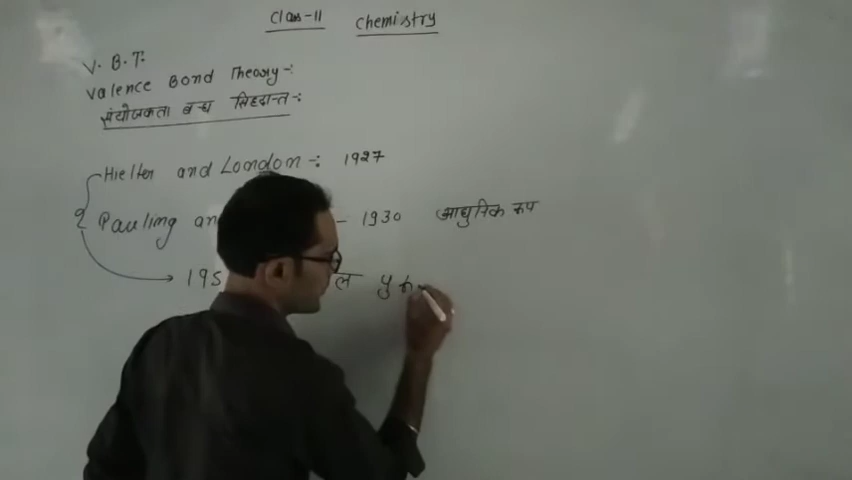 Class-11 Chemistry
V. B.T:
Valence Bond Theory-:
संयोजकता बन्ध सिद्धान्त-:
Hielter and London -: 1927
Pauling an - 1930 आधुनिक रूप
195 ल पु